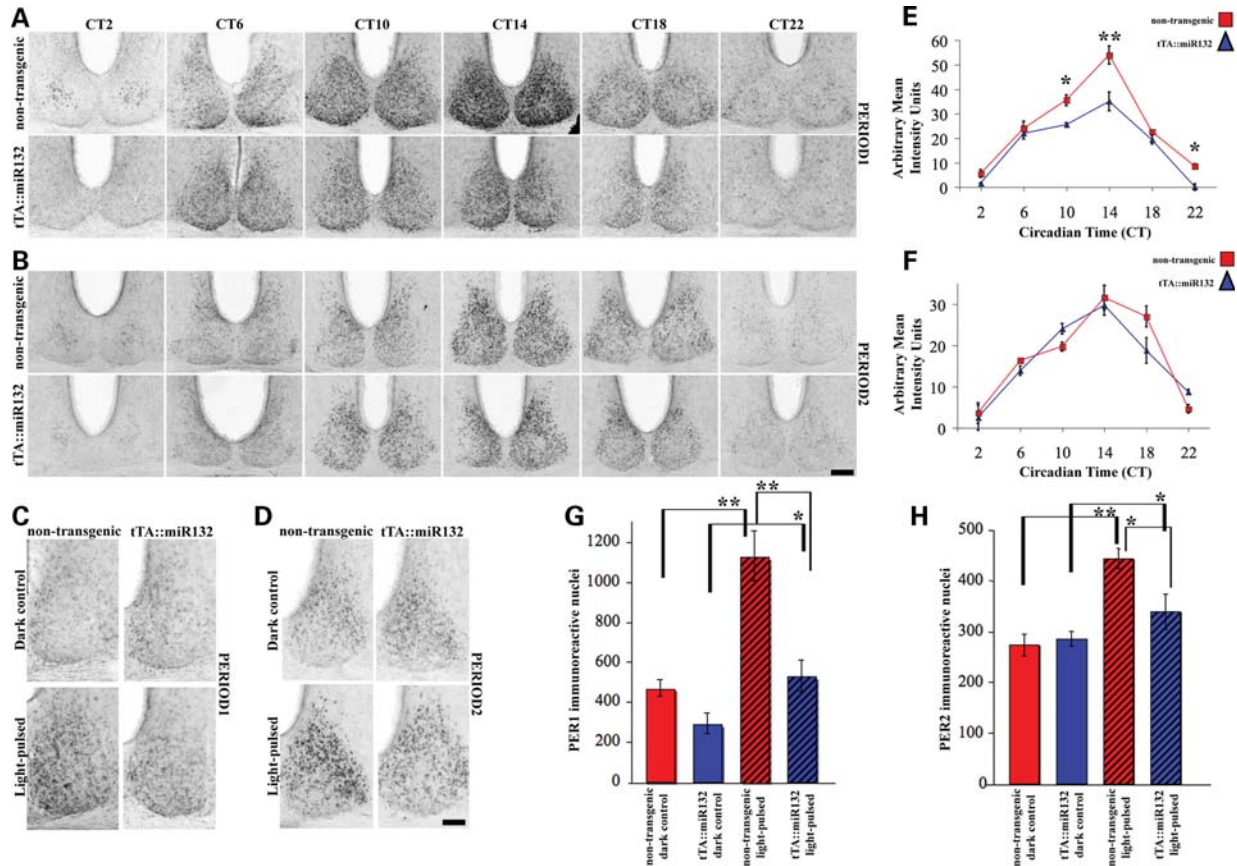 A
CT2 CT6 CT10 CT14 CT18 CT22
non-transgenic
tTA::miR132
PERIOD1
B
non-transgenic
tTA::miR132
PERIOD2
C
non-transgenic tTA::miR132
Dark control
Light-pulsed
PERIOD1
D
non-transgenic tTA::miR132
Dark control
Light-pulsed
PERIOD2
E
non-transgenic
tTA::miR132
Arbitrary Mean
Intensity Units
60
50
40
30
20
10
0
*
**
*
2 6 10 14 18 22
Circadian Time (CT)
F
non-transgenic
tTA::miR132
Arbitrary Mean
Intensity Units
30
20
10
0
2 6 10 14 18 22
Circadian Time (CT)
G
PER1 immunoreactive nuclei
1200
1000
800
600
400
200
0
**
**
*
non-transgenic
dark control
tTA::miR132
dark control
non-transgenic
light-pulsed
tTA::miR132
light-pulsed
H
PER2 immunoreactive nuclei
500
400
300
200
100
0
**
*
*
non-transgenic
dark control
tTA::miR132
dark control
non-transgenic
light-pulsed
tTA::miR132
light-pulsed